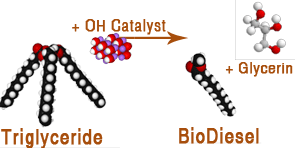 + OH Catalyst
+ Glycerin
Triglyceride
BioDiesel